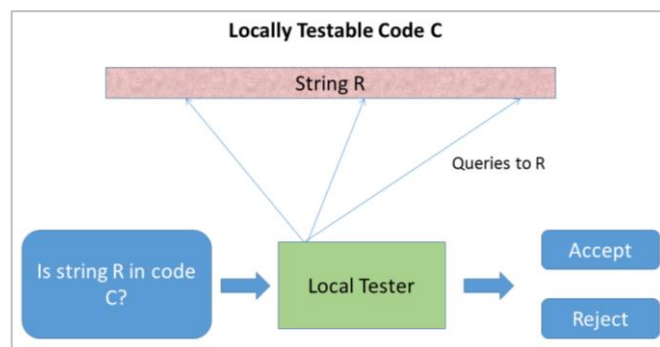 Locally Testable Code C
String R
Queries to R
Is string R in code
C?
Local Tester
Accept
Reject